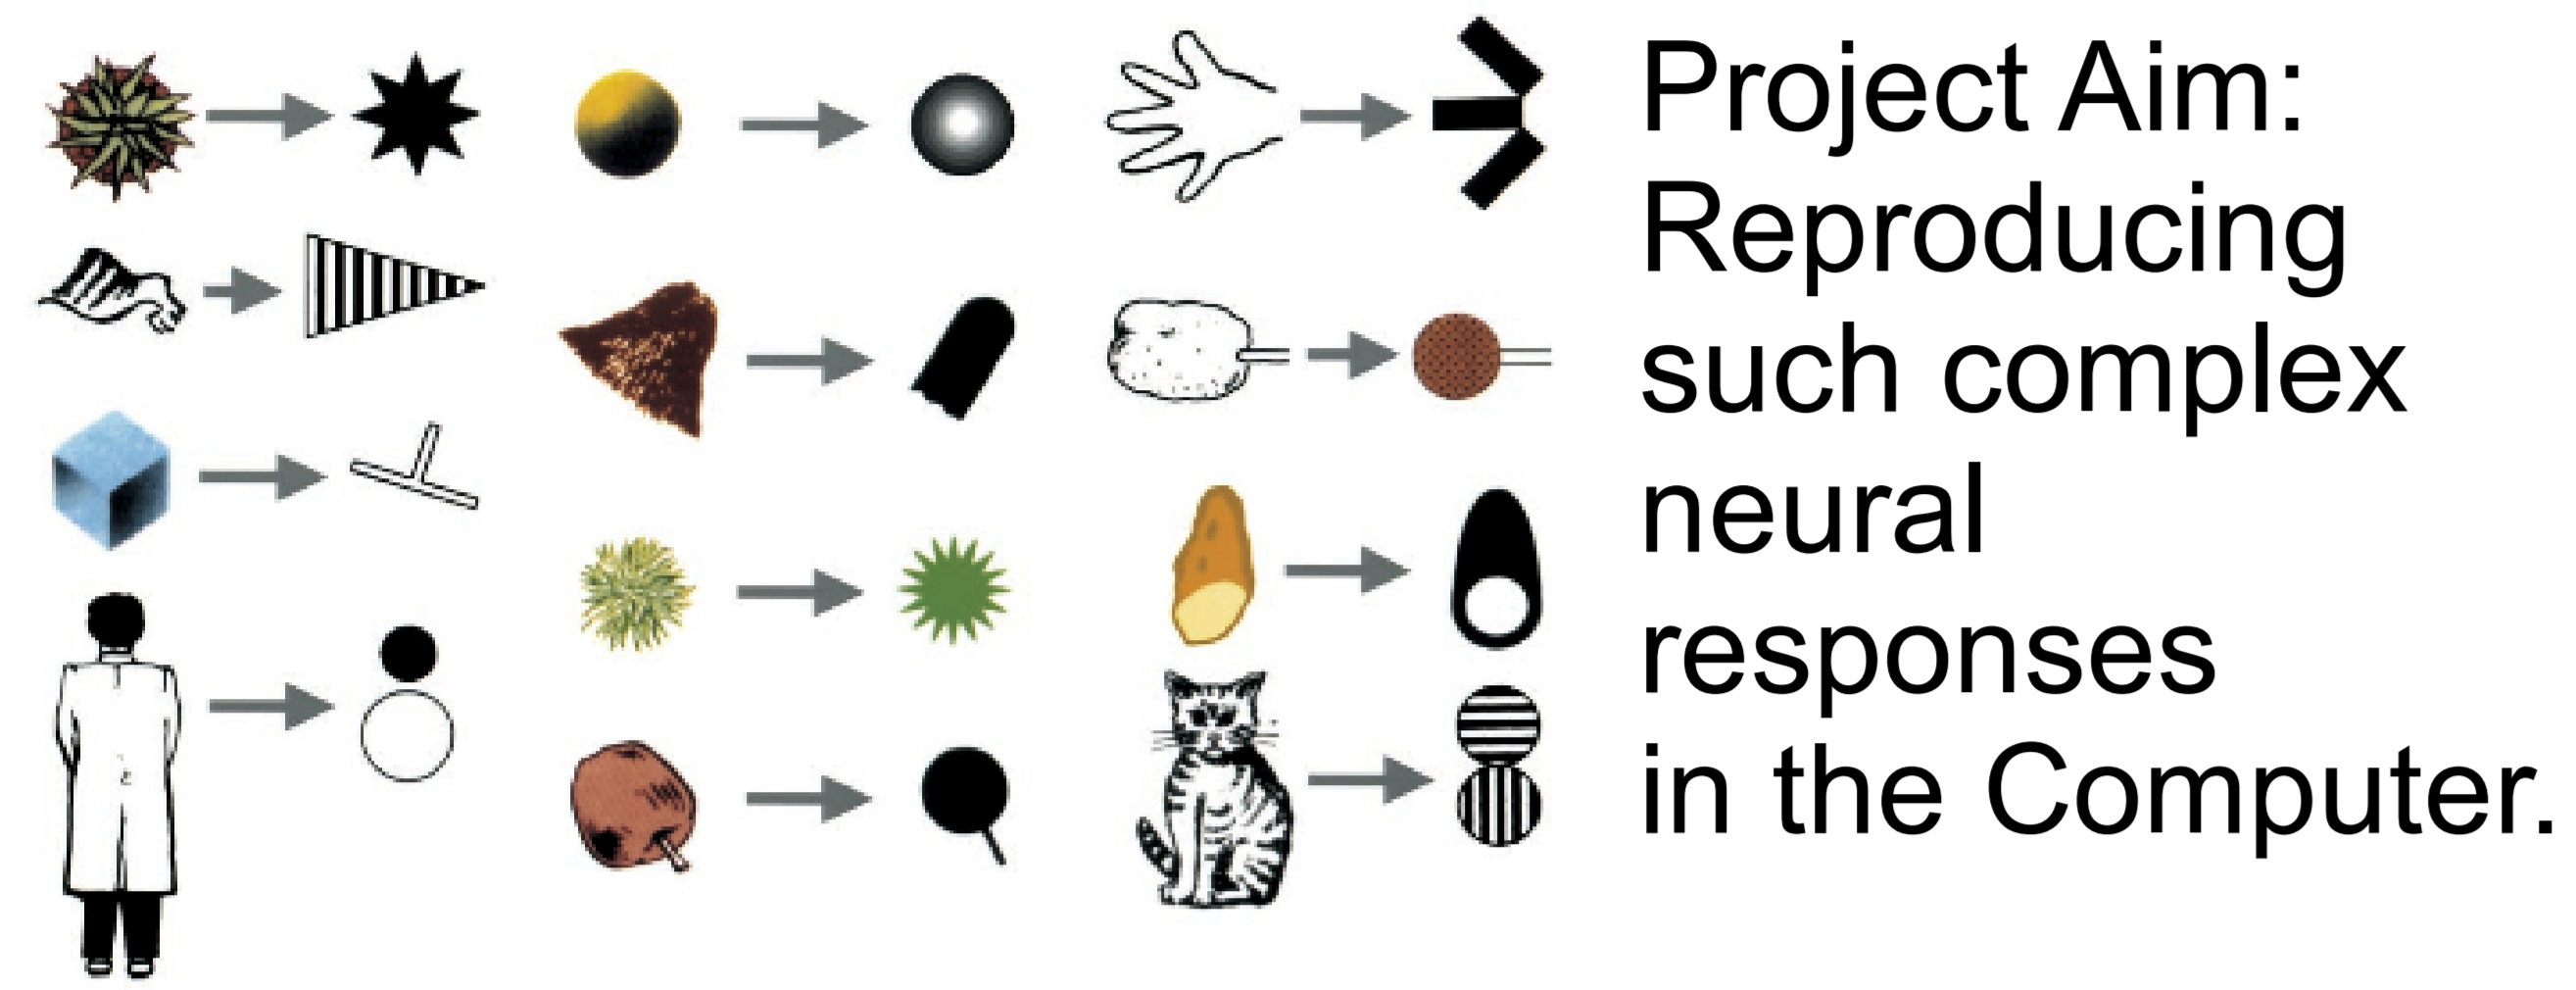 Project Aim:
Reproducing
such complex
neural
responses
in the Computer.